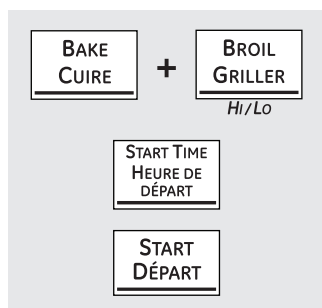 BAKE
CUIRE
+
BROIL
GRILLER
HI/LO
START TIME
HEURE DE
DÉPART
START
DÉPART